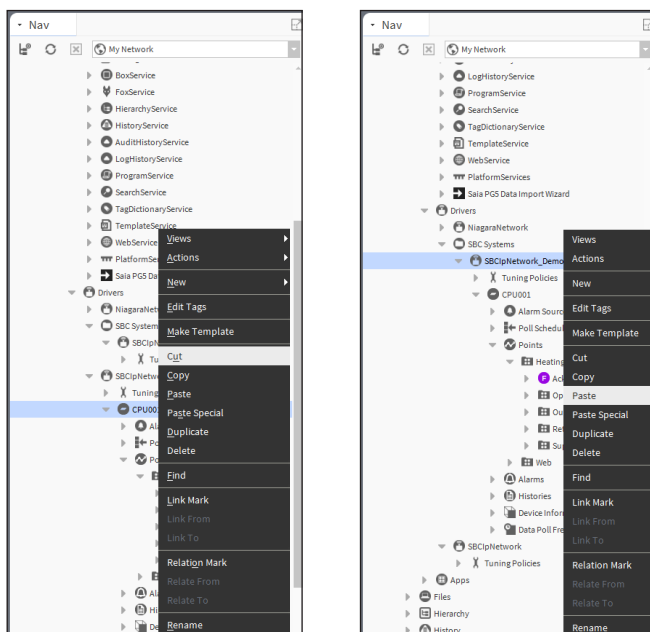 Nav
My Network
BoxService
FoxService
HierarchyService
HistoryService
AuditHistoryService
LogHistoryService
ProgramService
SearchService
TagDictionaryService
TemplateService
WebService
PlatformSe
Saia PG5 Da
Drivers
NiagaraNet
SBC System
SBCIpN
Tu
SBCIpNetw
Tuning
CPU001
Al
Po
Po
Al
Hi
De
Views
Actions
New
Edit Tags
Make Template
Cut
Copy
Paste
Paste Special
Duplicate
Delete
Find
Link Mark
Link From
Link To
Relation Mark
Relate From
Relate To
Rename
Nav
My Network
LogHistoryService
ProgramService
SearchService
TagDictionaryService
TemplateService
WebService
PlatformServices
Saia PG5 Data Import Wizard
Drivers
NiagaraNetwork
SBC Systems
SBCIpNetwork_Demo
Tuning Policies
CPU001
Alarm Sourc
Poll Schedul
Points
Heating
Ack
Op
Ou
Ret
Sup
Web
Alarms
Histories
Device Infor
Data Poll Fre
SBCIpNetwork
Tuning Policies
Apps
Files
Hierarchy
History
Views
Actions
New
Edit Tags
Make Template
Cut
Copy
Paste
Paste Special
Duplicate
Delete
Find
Link Mark
Link From
Link To
Relation Mark
Relate From
Relate To
Rename